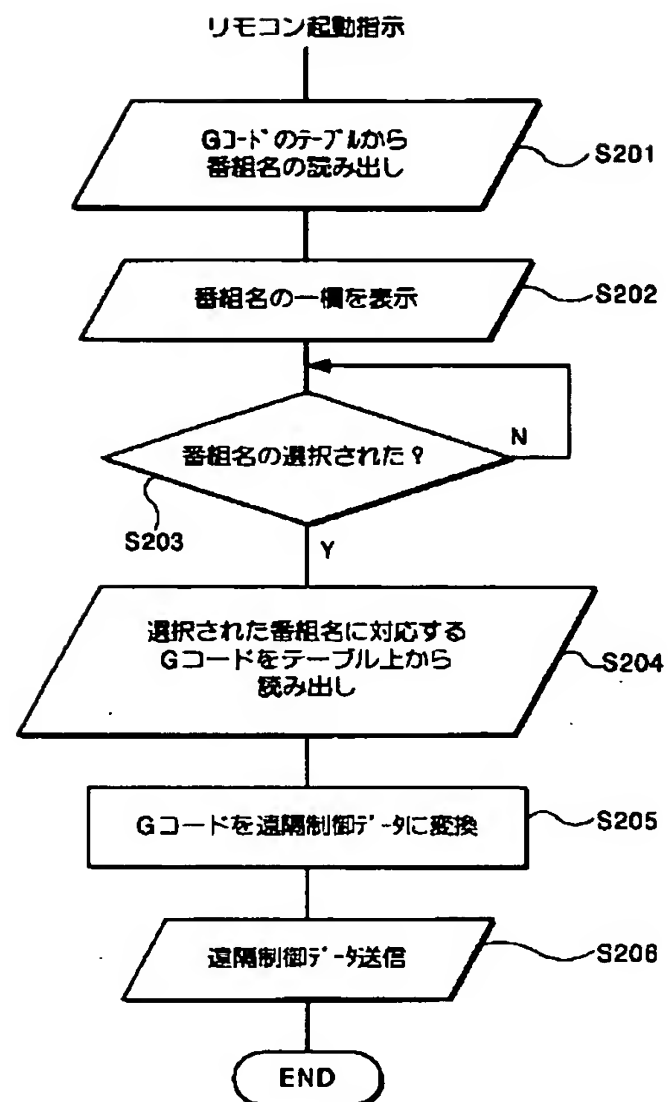 リモコン起動指示
Gコードのテーブルから
番組名の読み出し
S201
番組名の一欄を表示
S202
番組名の選択された?
N
S203
Y
選択された番組名に対応する
Gコードをテーブル上から
読み出し
S204
Gコードを遠隔制御データに変換
S205
遠隔制御データ送信
S206
END